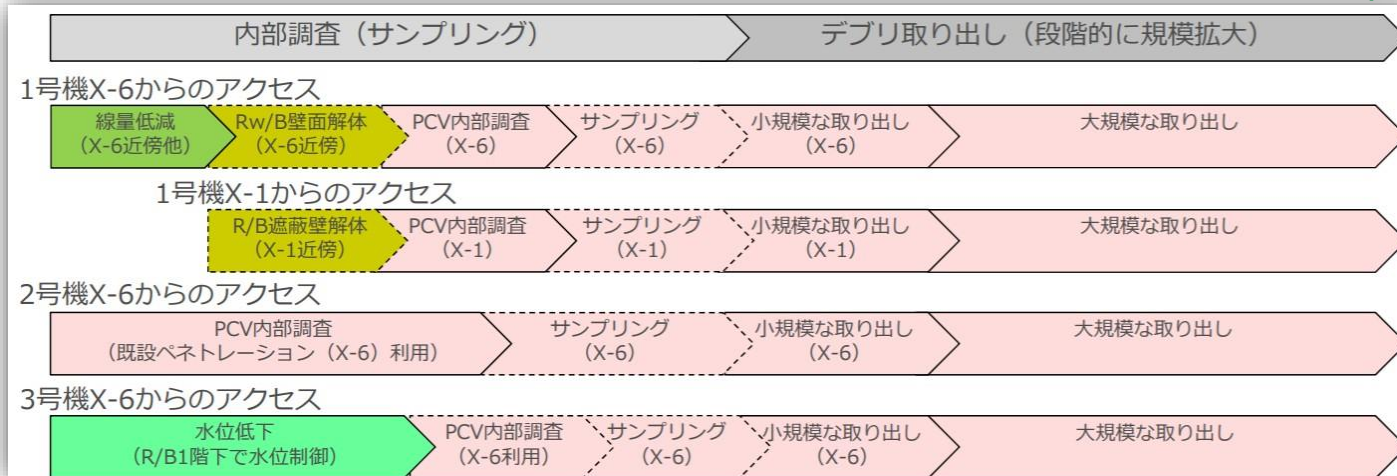 内部調査（サンプリング） デブリ取り出し（段階的に規模拡大）
1号機X-6からのアクセス
線量低減 Rw/B壁面解体 PCV内部調査 サンプリング 小規模な取り出し 大規模な取り出し
（X-6近傍他） （X-6近傍） （X-6） （X-6） （X-6）
1号機X-1からのアクセス
R/B遮蔽壁解体 PCV内部調査 サンプリング 小規模な取り出し 大規模な取り出し
（X-1近傍） （X-1） （X-1） （X-1）
2号機X-6からのアクセス
PCV内部調査 サンプリング 小規模な取り出し 大規模な取り出し
（既設ペネトレーション（X-6）利用） （X-6） （X-6）
3号機X-6からのアクセス
水位低下 PCV内部調査 サンプリング 小規模な取り出し 大規模な取り出し
（R/B1階下で水位制御） （X-6利用） （X-6） （X-6）